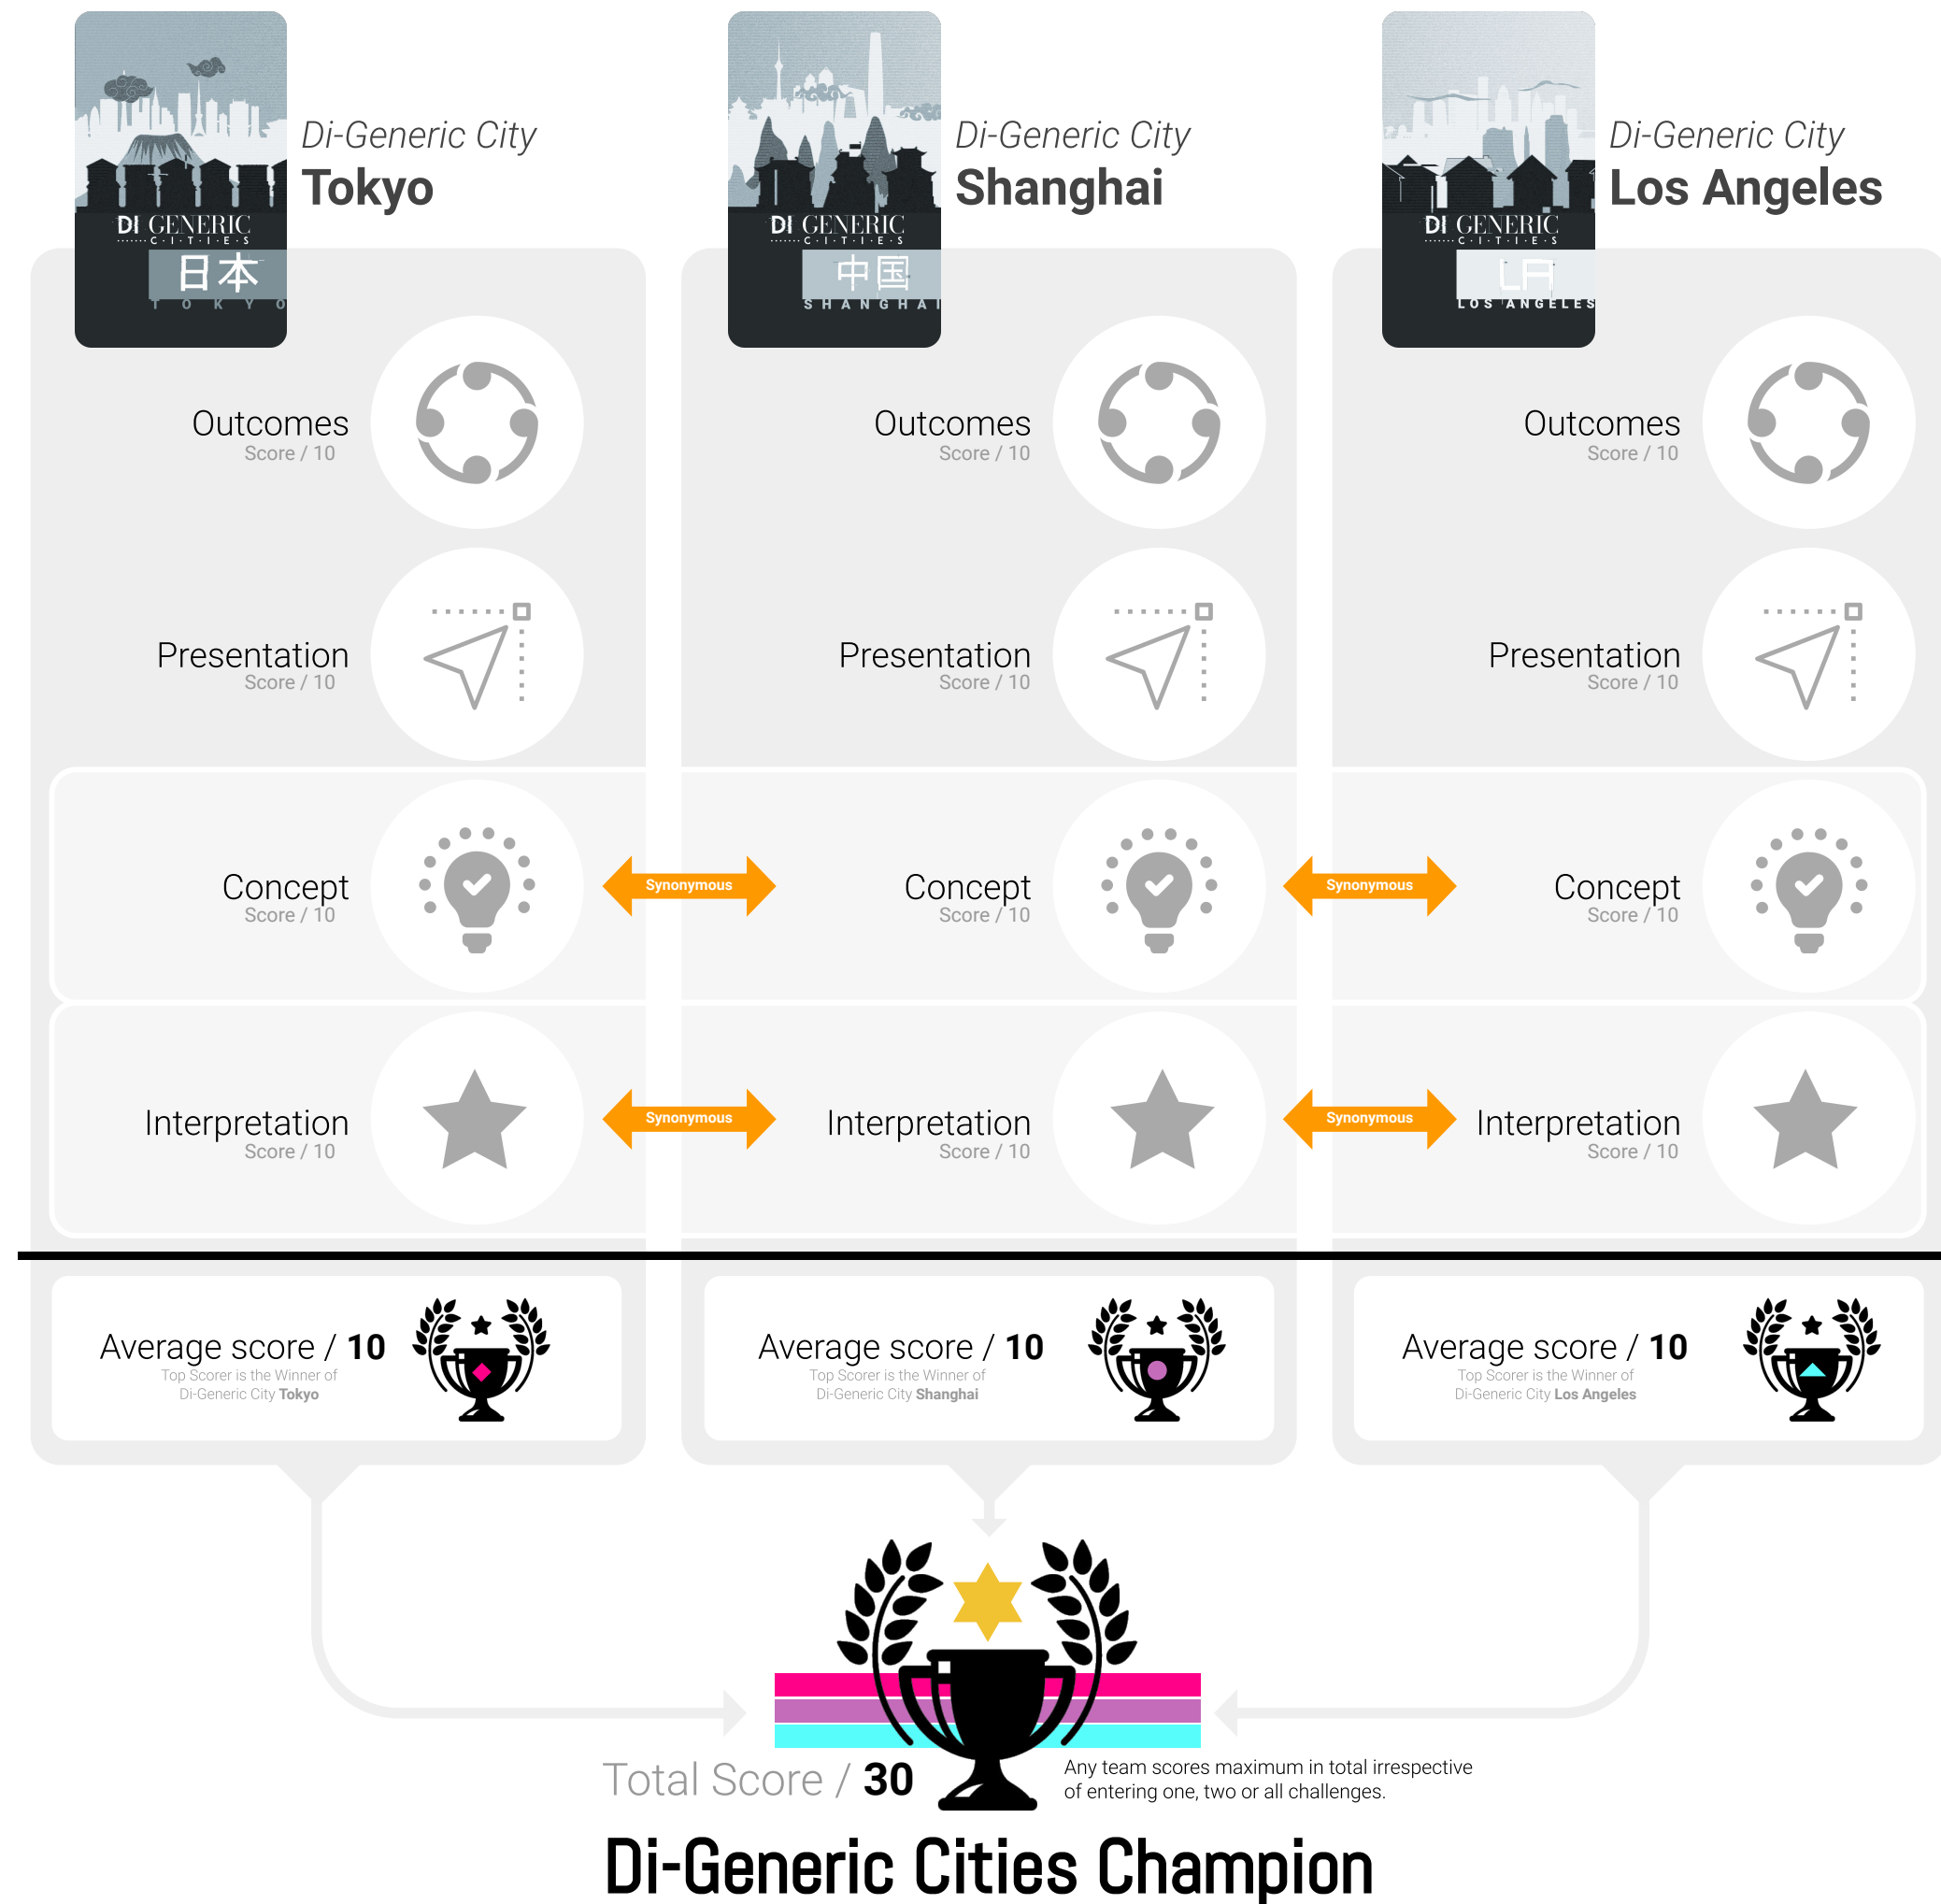 Di-Generic City
Tokyo
DI GENERIC
C·I·T·I·E·S
日本
TOKYO
Outcomes
Score / 10
Presentation
Score / 10
Concept
Score / 10
Interpretation
Score / 10
Average score / 10
Top Scorer is the Winner of
Di-Generic City Tokyo
Di-Generic City
Shanghai
DI GENERIC
C·I·T·I·E·S
中国
SHANGHAI
Outcomes
Score / 10
Presentation
Score / 10
Synonymous
Concept
Score / 10
Synonymous
Interpretation
Score / 10
Average score / 10
Top Scorer is the Winner of
Di-Generic City Shanghai
Di-Generic City
Los Angeles
DI GENERIC
C·I·T·I·E·S
LA
LOS ANGELES
Outcomes
Score / 10
Presentation
Score / 10
Synonymous
Concept
Score / 10
Synonymous
Interpretation
Score / 10
Average score / 10
Top Scorer is the Winner of
Di-Generic City Los Angeles
Total Score / 30
Any team scores maximum in total irrespective
of entering one, two or all challenges.
Di-Generic Cities Champion